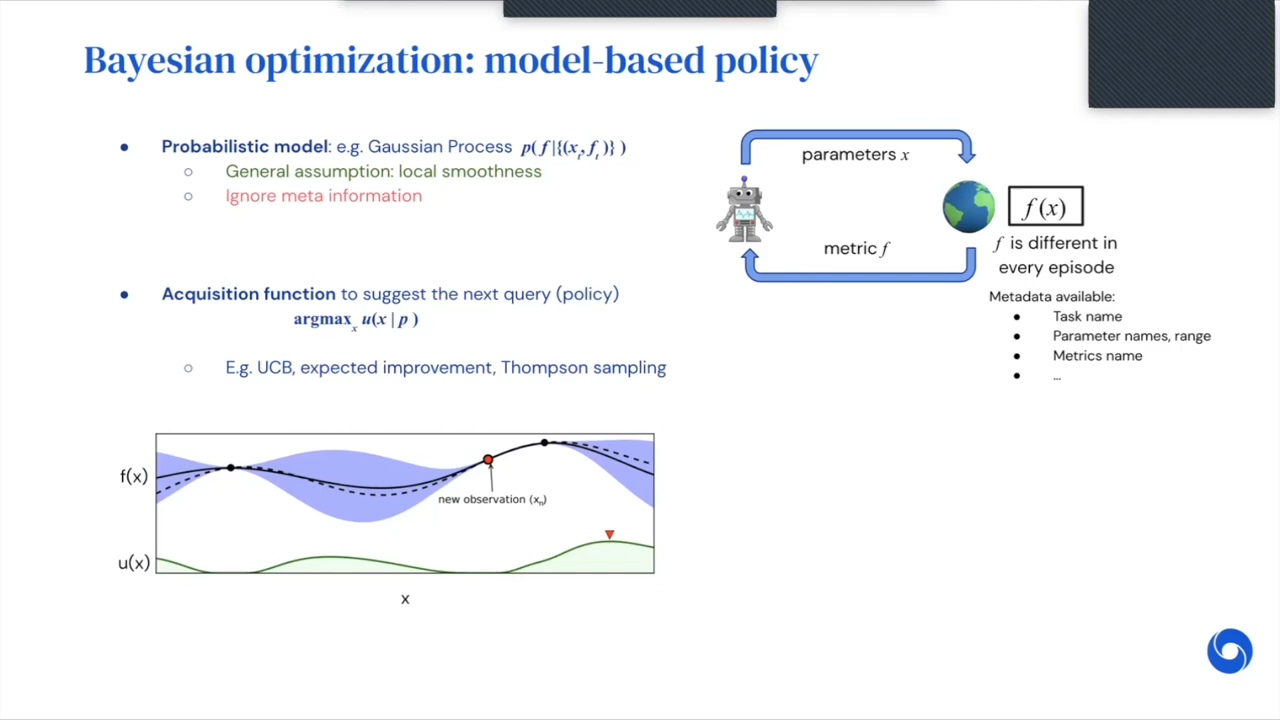 Bayesian optimization: model-based policy
● Probabilistic model: e.g. Gaussian Process p( f |{(xₜ, fₜ )} )
○ General assumption: local smoothness
○ Ignore meta information
● Acquisition function to suggest the next query (policy)
argmaxₓ u(x | p )
○ E.g. UCB, expected improvement, Thompson sampling
f(x)
new observation (xₙ)
u(x)
x
parameters x
f (x)
metric f
f is different in
every episode
Metadata available:
● Task name
● Parameter names, range
● Metrics name
● ...